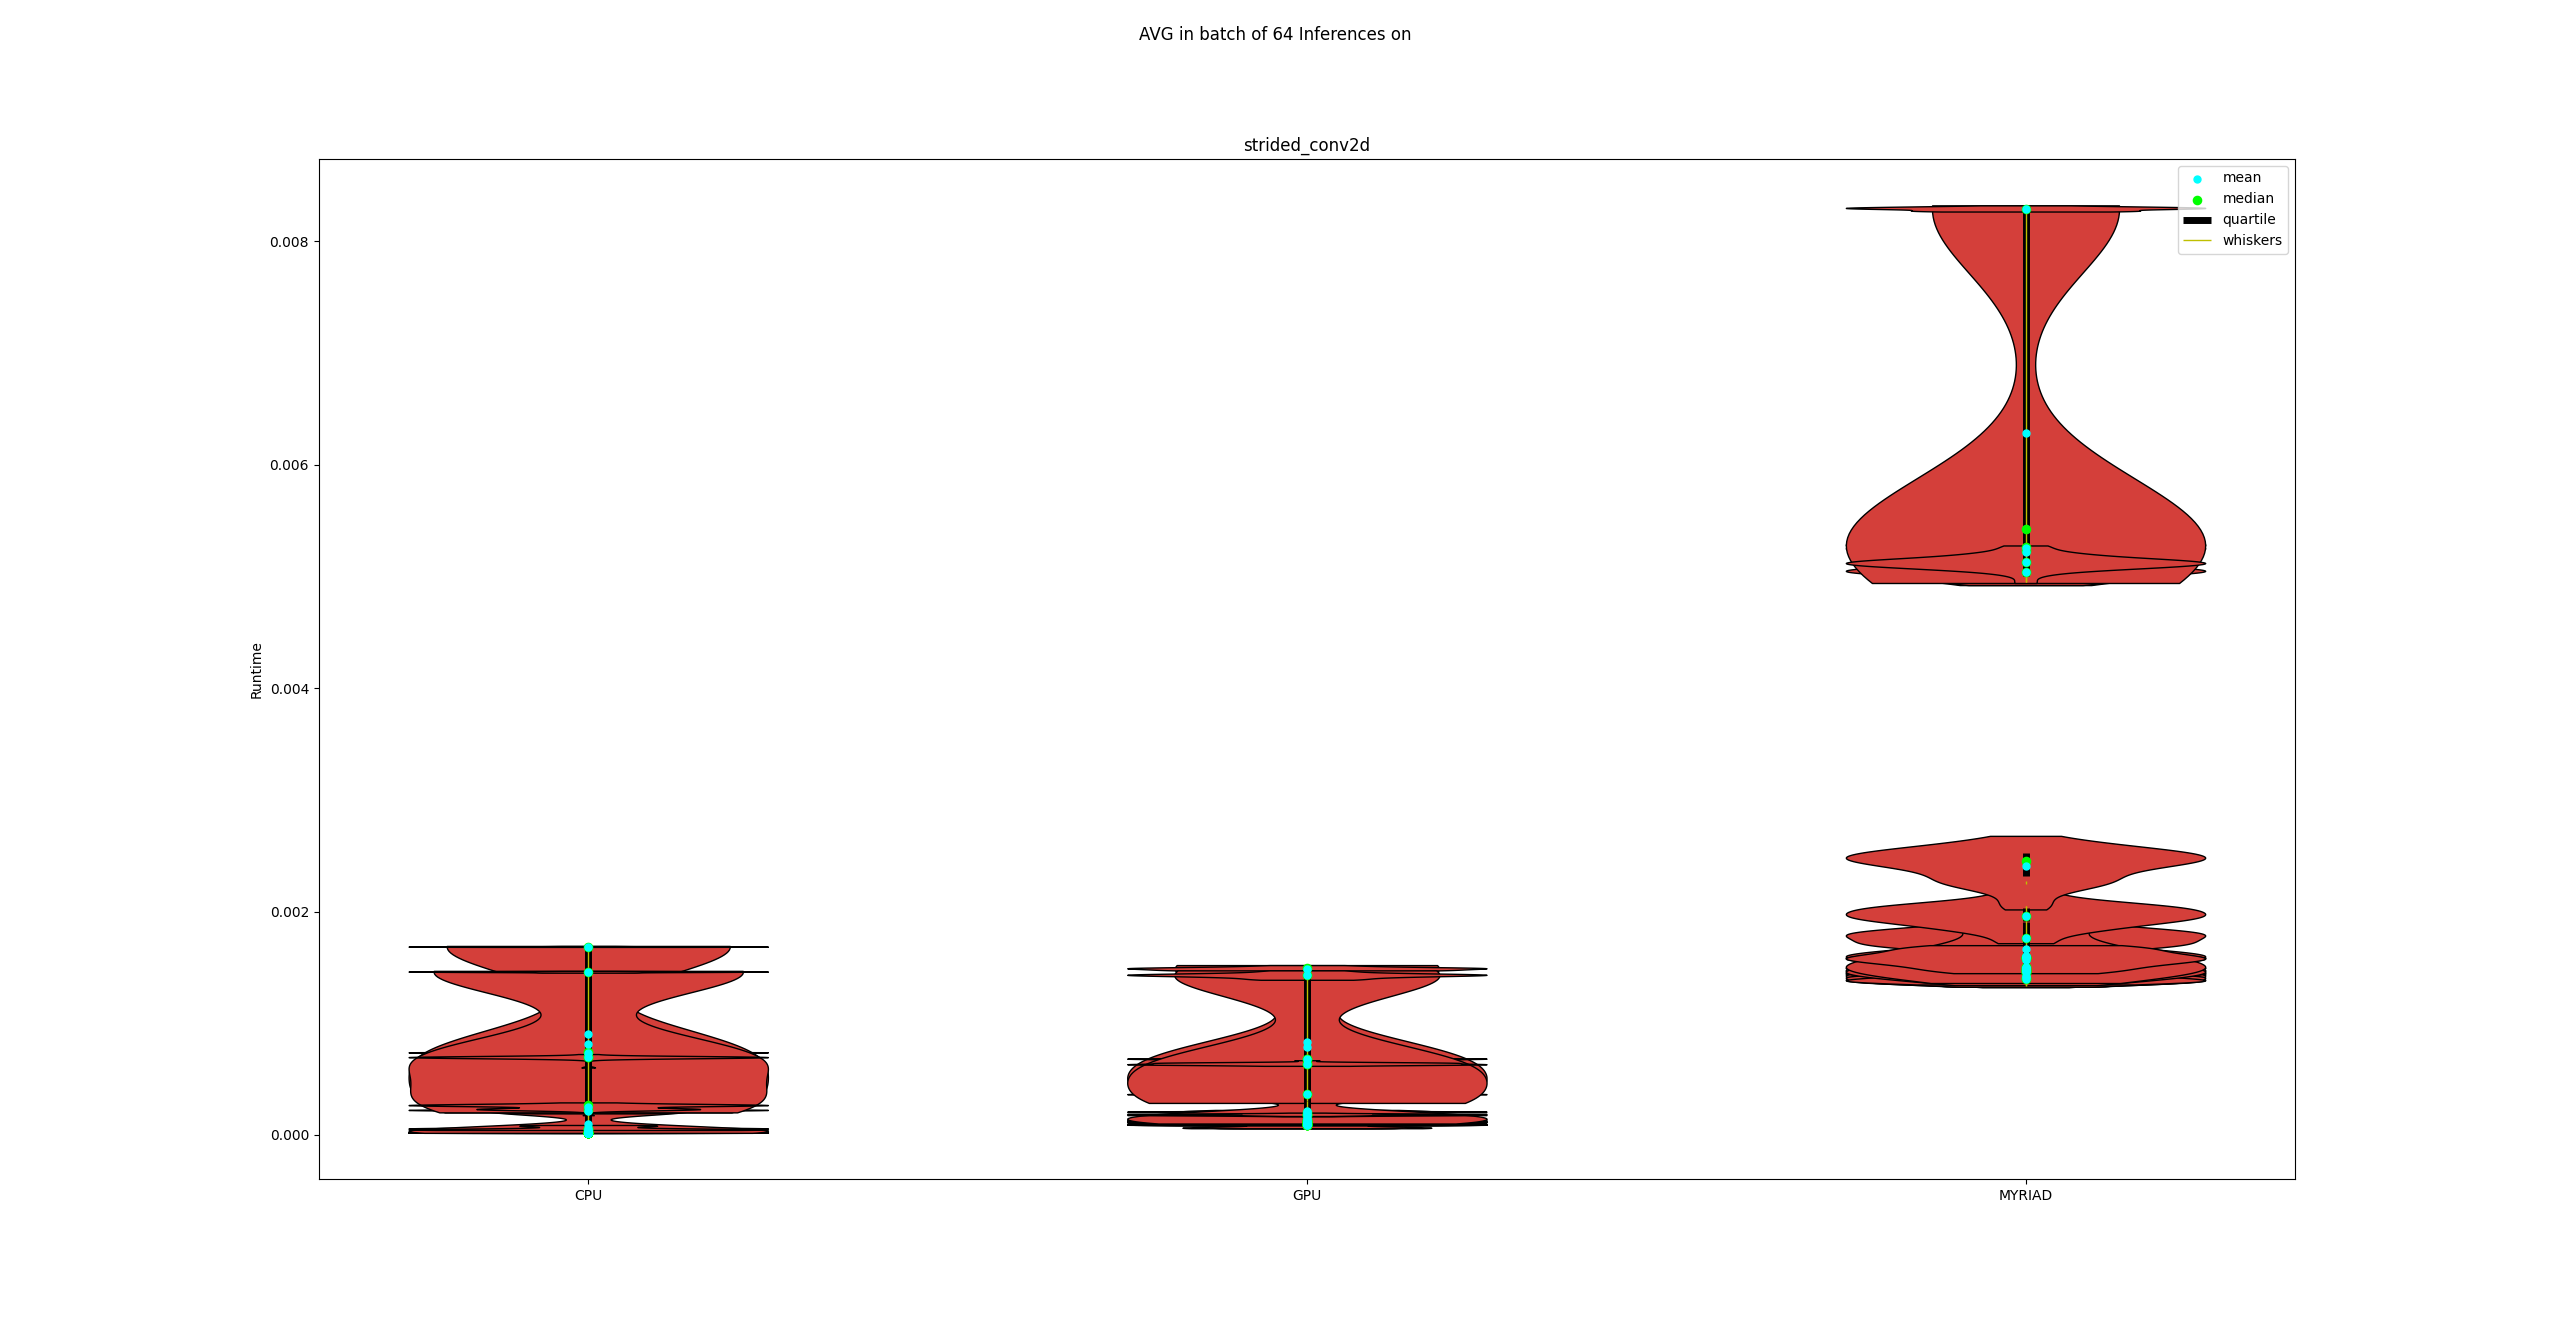 AVG in batch of 64 Inferences on
strided_conv2d
mean
median
quartile
whiskers
Runtime
0.008
0.006
0.004
0.002
0.000
CPU
GPU
MYRIAD